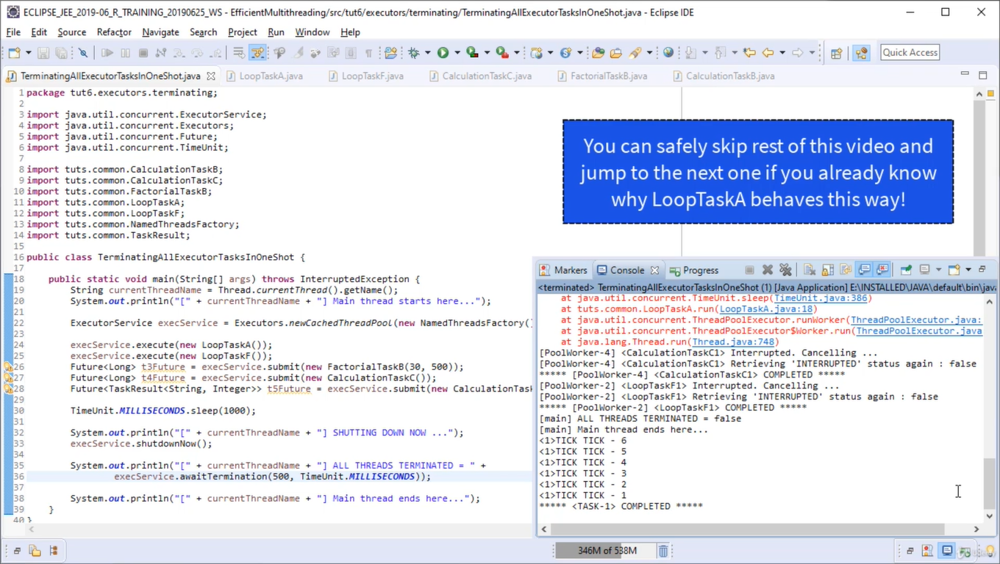 ECLIPSE_JEE_2019-06_R_TRAINING_20190625_WS - EfficientMultithreading/src/tut6/executors/terminating/TerminatingAllExecutorTasksInOneShot.java - Eclipse IDE
File Edit Source Refactor Navigate Search Project Run Window Help
Quick Access
TerminatingAllExecutorTasksInOneShot.java LoopTaskA.java LoopTaskF.java CalculationTaskC.java FactorialTaskB.java CalculationTaskB.java
1 package tut6.executors.terminating;
2
3 import java.util.concurrent.ExecutorService;
4 import java.util.concurrent.Executors;
5 import java.util.concurrent.Future;
6 import java.util.concurrent.TimeUnit;
7
8 import tuts.common.CalculationTaskB;
9 import tuts.common.CalculationTaskC;
10 import tuts.common.FactorialTaskB;
11 import tuts.common.LoopTaskA;
12 import tuts.common.LoopTaskF;
13 import tuts.common.NamedThreadsFactory;
14 import tuts.common.TaskResult;
15
16 public class TerminatingAllExecutorTasksInOneShot {
17
18 public static void main(String[] args) throws InterruptedException {
19 String currentThreadName = Thread.currentThread().getName();
20 System.out.println("[" + currentThreadName + "] Main thread starts here...");
21
22 ExecutorService execService = Executors.newCachedThreadPool(new NamedThreadsFactory()
23
24 execService.execute(new LoopTaskA());
25 execService.execute(new LoopTaskF());
26 Future<Long> t3Future = execService.submit(new FactorialTaskB(30, 500));
27 Future<Long> t4Future = execService.submit(new CalculationTaskC());
28 Future<TaskResult<String, Integer>> t5Future = execService.submit(new CalculationTask
29
30 TimeUnit.MILLISECONDS.sleep(1000);
31
32 System.out.println("[" + currentThreadName + "] SHUTTING DOWN NOW ...");
33 execService.shutdownNow();
34
35 System.out.println("[" + currentThreadName + "] ALL THREADS TERMINATED = " +
36 execService.awaitTermination(500, TimeUnit.MILLISECONDS));
37
38 System.out.println("[" + currentThreadName + "] Main thread ends here...");
39 }
40 }
You can safely skip rest of this video and
jump to the next one if you already know
why LoopTaskA behaves this way!
Markers Console Progress
<terminated> TerminatingAllExecutorTasksInOneShot (1) [Java Application] E:\INSTALLED\JAVA\default\bin\java
at java.util.concurrent.TimeUnit.sleep(TimeUnit.java:386)
at tuts.common.LoopTaskA.run(LoopTaskA.java:18)
at java.util.concurrent.ThreadPoolExecutor.runWorker(ThreadPoolExecutor.java:
at java.util.concurrent.ThreadPoolExecutor$Worker.run(ThreadPoolExecutor.java
at java.lang.Thread.run(Thread.java:748)
[PoolWorker-4] <CalculationTaskC1> Interrupted. Cancelling ...
[PoolWorker-4] <CalculationTaskC1> Retrieving 'INTERRUPTED' status again : false
***** [PoolWorker-4] <CalculationTaskC1> COMPLETED *****
[PoolWorker-2] <LoopTaskF1> Interrupted. Cancelling ...
[PoolWorker-2] <LoopTaskF1> Retrieving 'INTERRUPTED' status again : false
***** [PoolWorker-2] <LoopTaskF1> COMPLETED *****
[main] ALL THREADS TERMINATED = false
[main] Main thread ends here...
<1>TICK TICK - 6
<1>TICK TICK - 5
<1>TICK TICK - 4
<1>TICK TICK - 3
<1>TICK TICK - 2
<1>TICK TICK - 1
***** <TASK-1> COMPLETED *****
346M of 538M